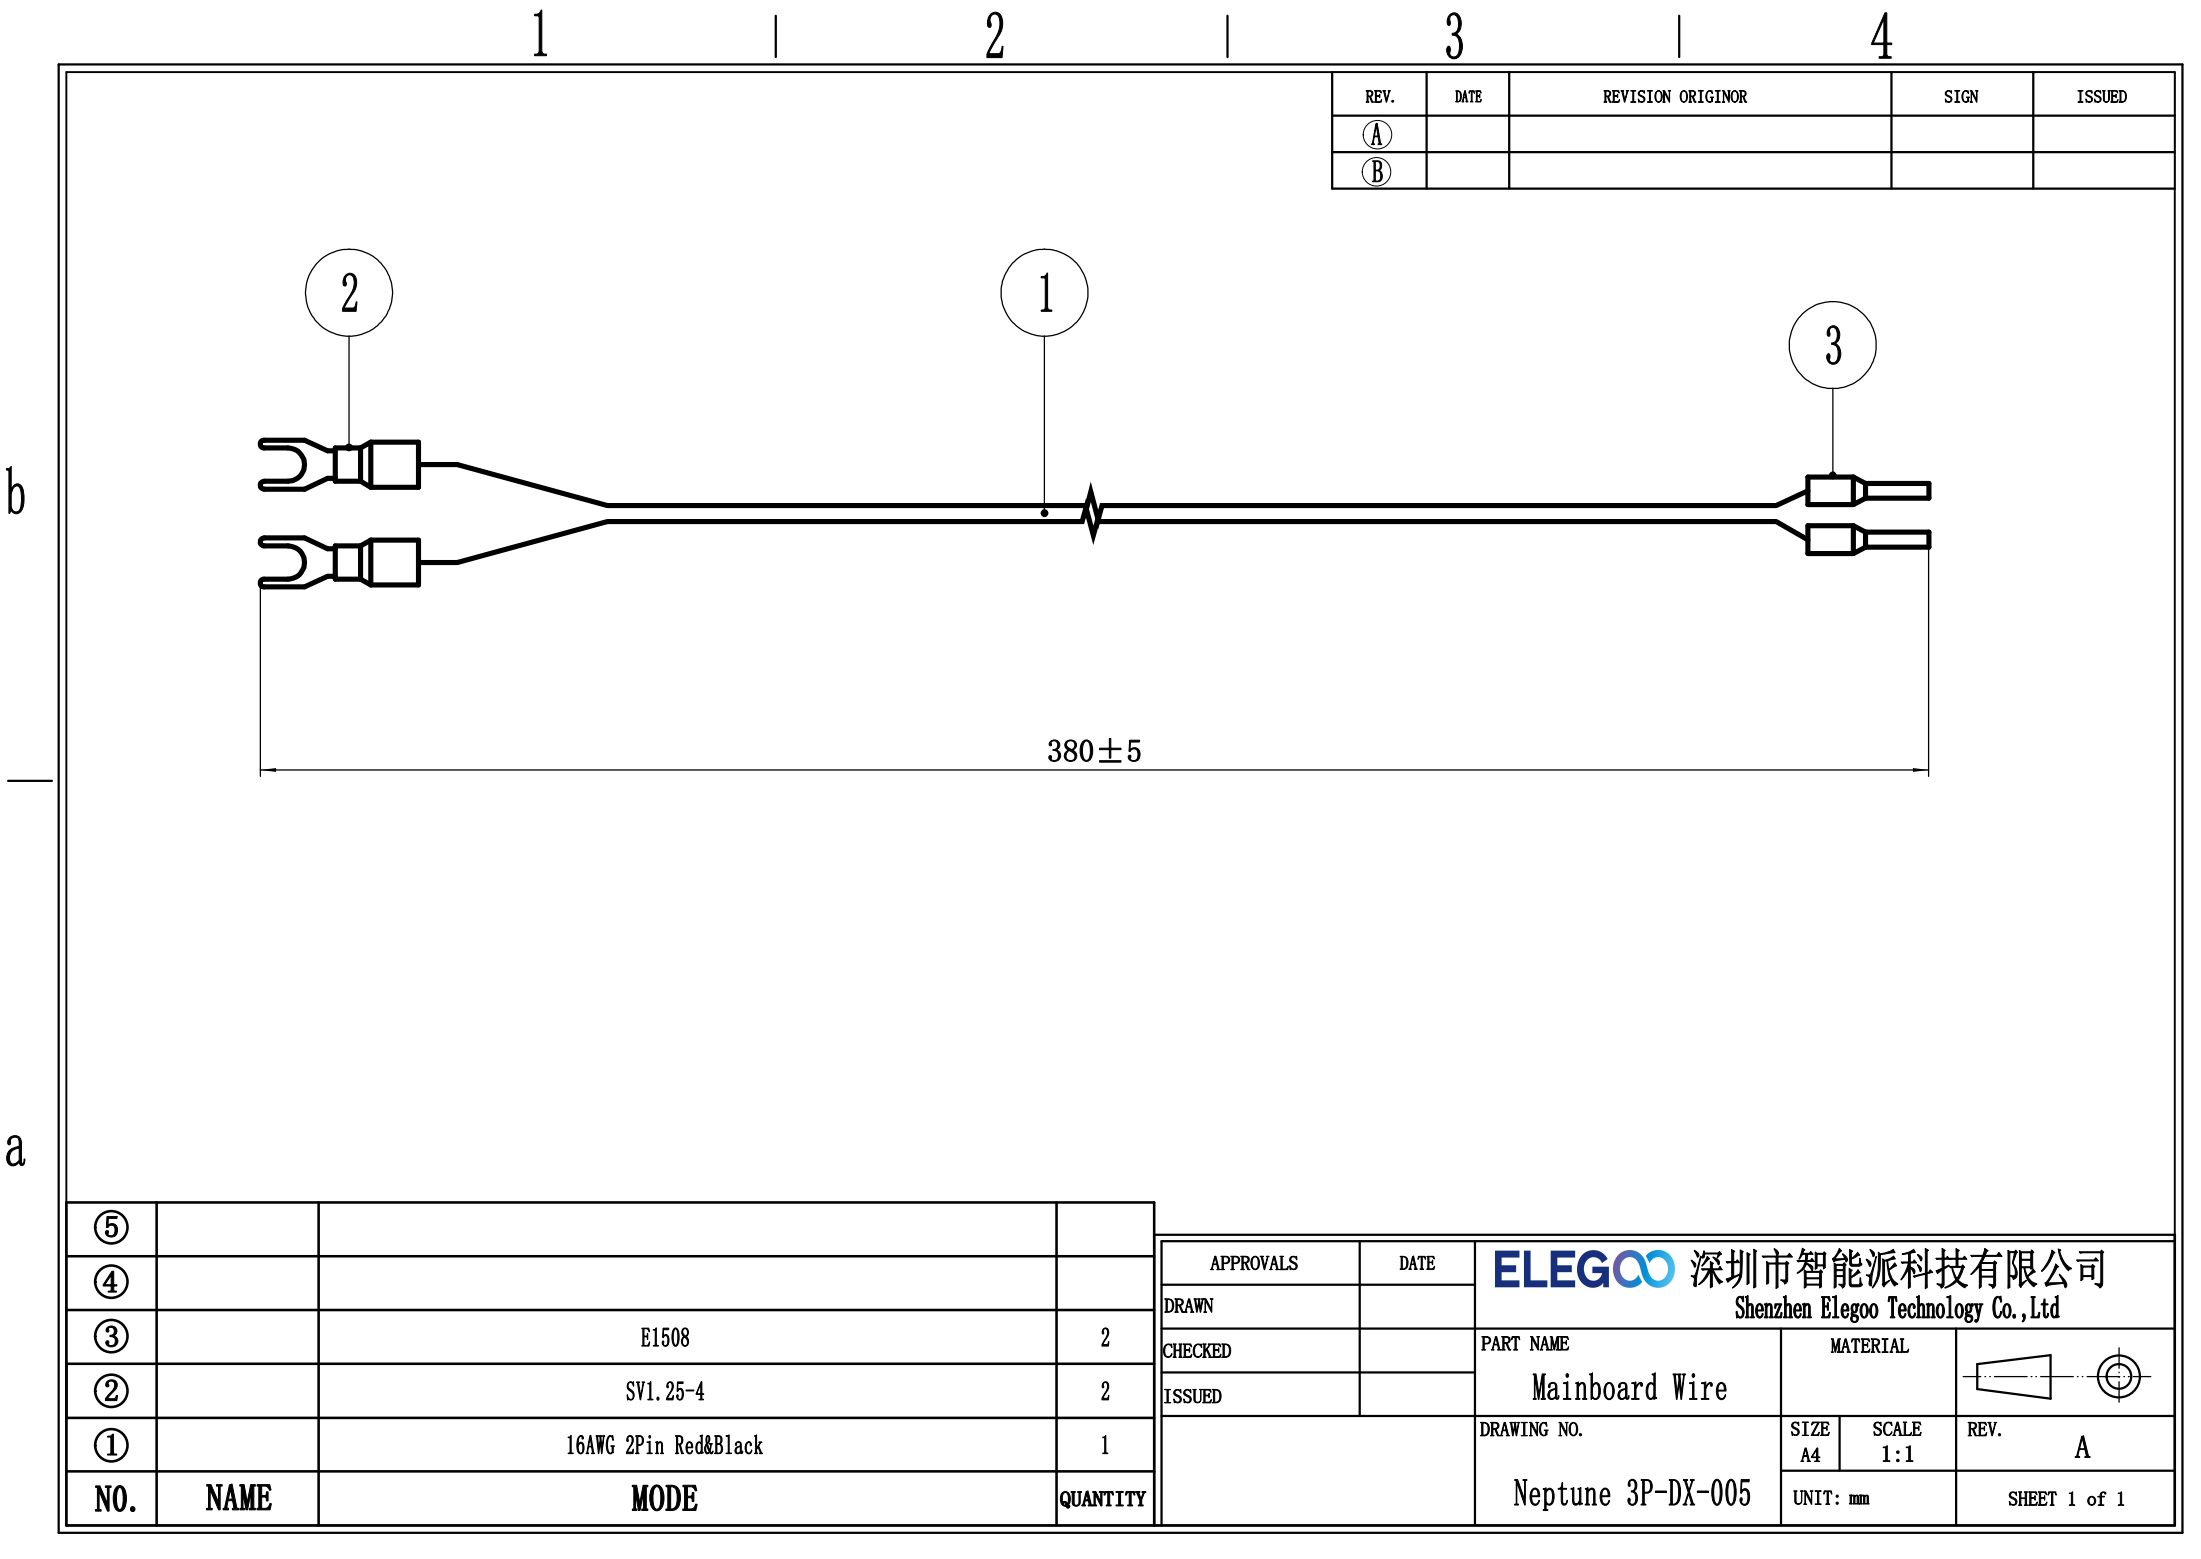 1 2 3 4
REV. DATE REVISION ORIGINOR SIGN ISSUED
A
B
2 1 3
b
380±5
a
⑤
④
③ E1508 2
② SV1.25-4 2
① 16AWG 2Pin Red&Black 1
NO. NAME MODE QUANTITY
APPROVALS DATE
DRAWN
CHECKED
ISSUED
ELEGOO 深圳市智能派科技有限公司
Shenzhen Elegoo Technology Co.,Ltd
PART NAME MATERIAL
Mainboard Wire
DRAWING NO. SIZE SCALE REV.
A4 1:1 A
Neptune 3P-DX-005 UNIT: mm SHEET 1 of 1